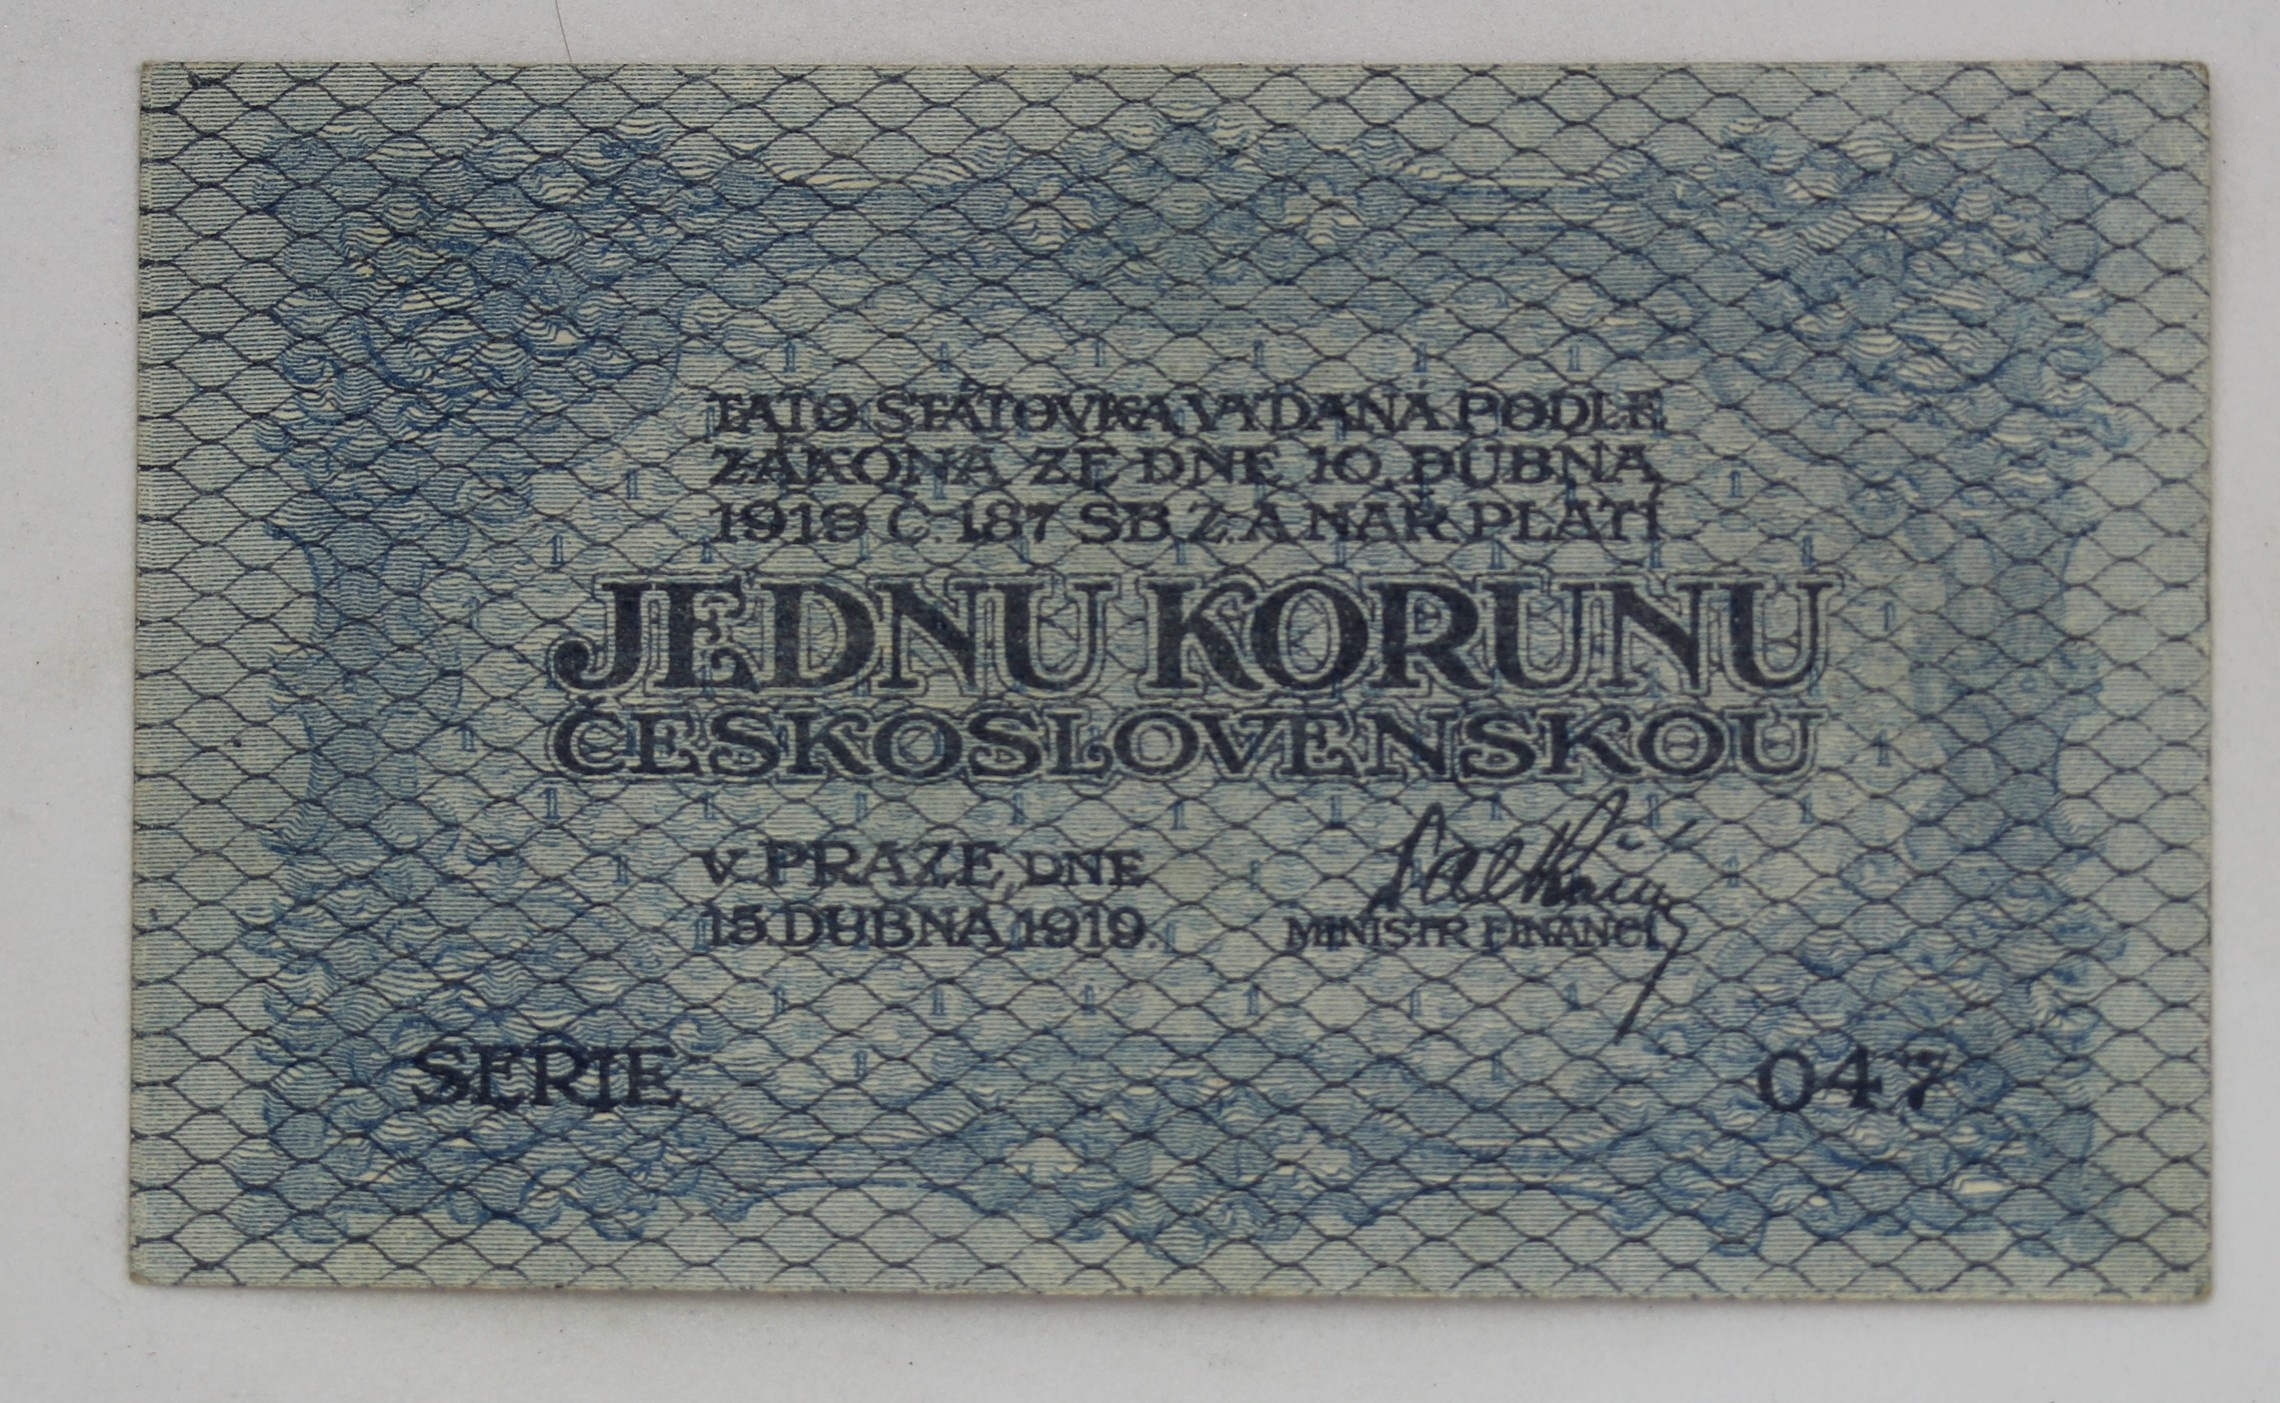 TATO STÁTOVKA VYDANÁ PODLE
ZÁKONA ZE DNE 10. DUBNA
1919 Č. 187 SB. Z. A NAŘ. PLATÍ
JEDNU KORUNU
ČESKOSLOVENSKOU
V PRAZE, DNE
15. DUBNA 1919.
MINISTR FINANCÍ
SERIE 047